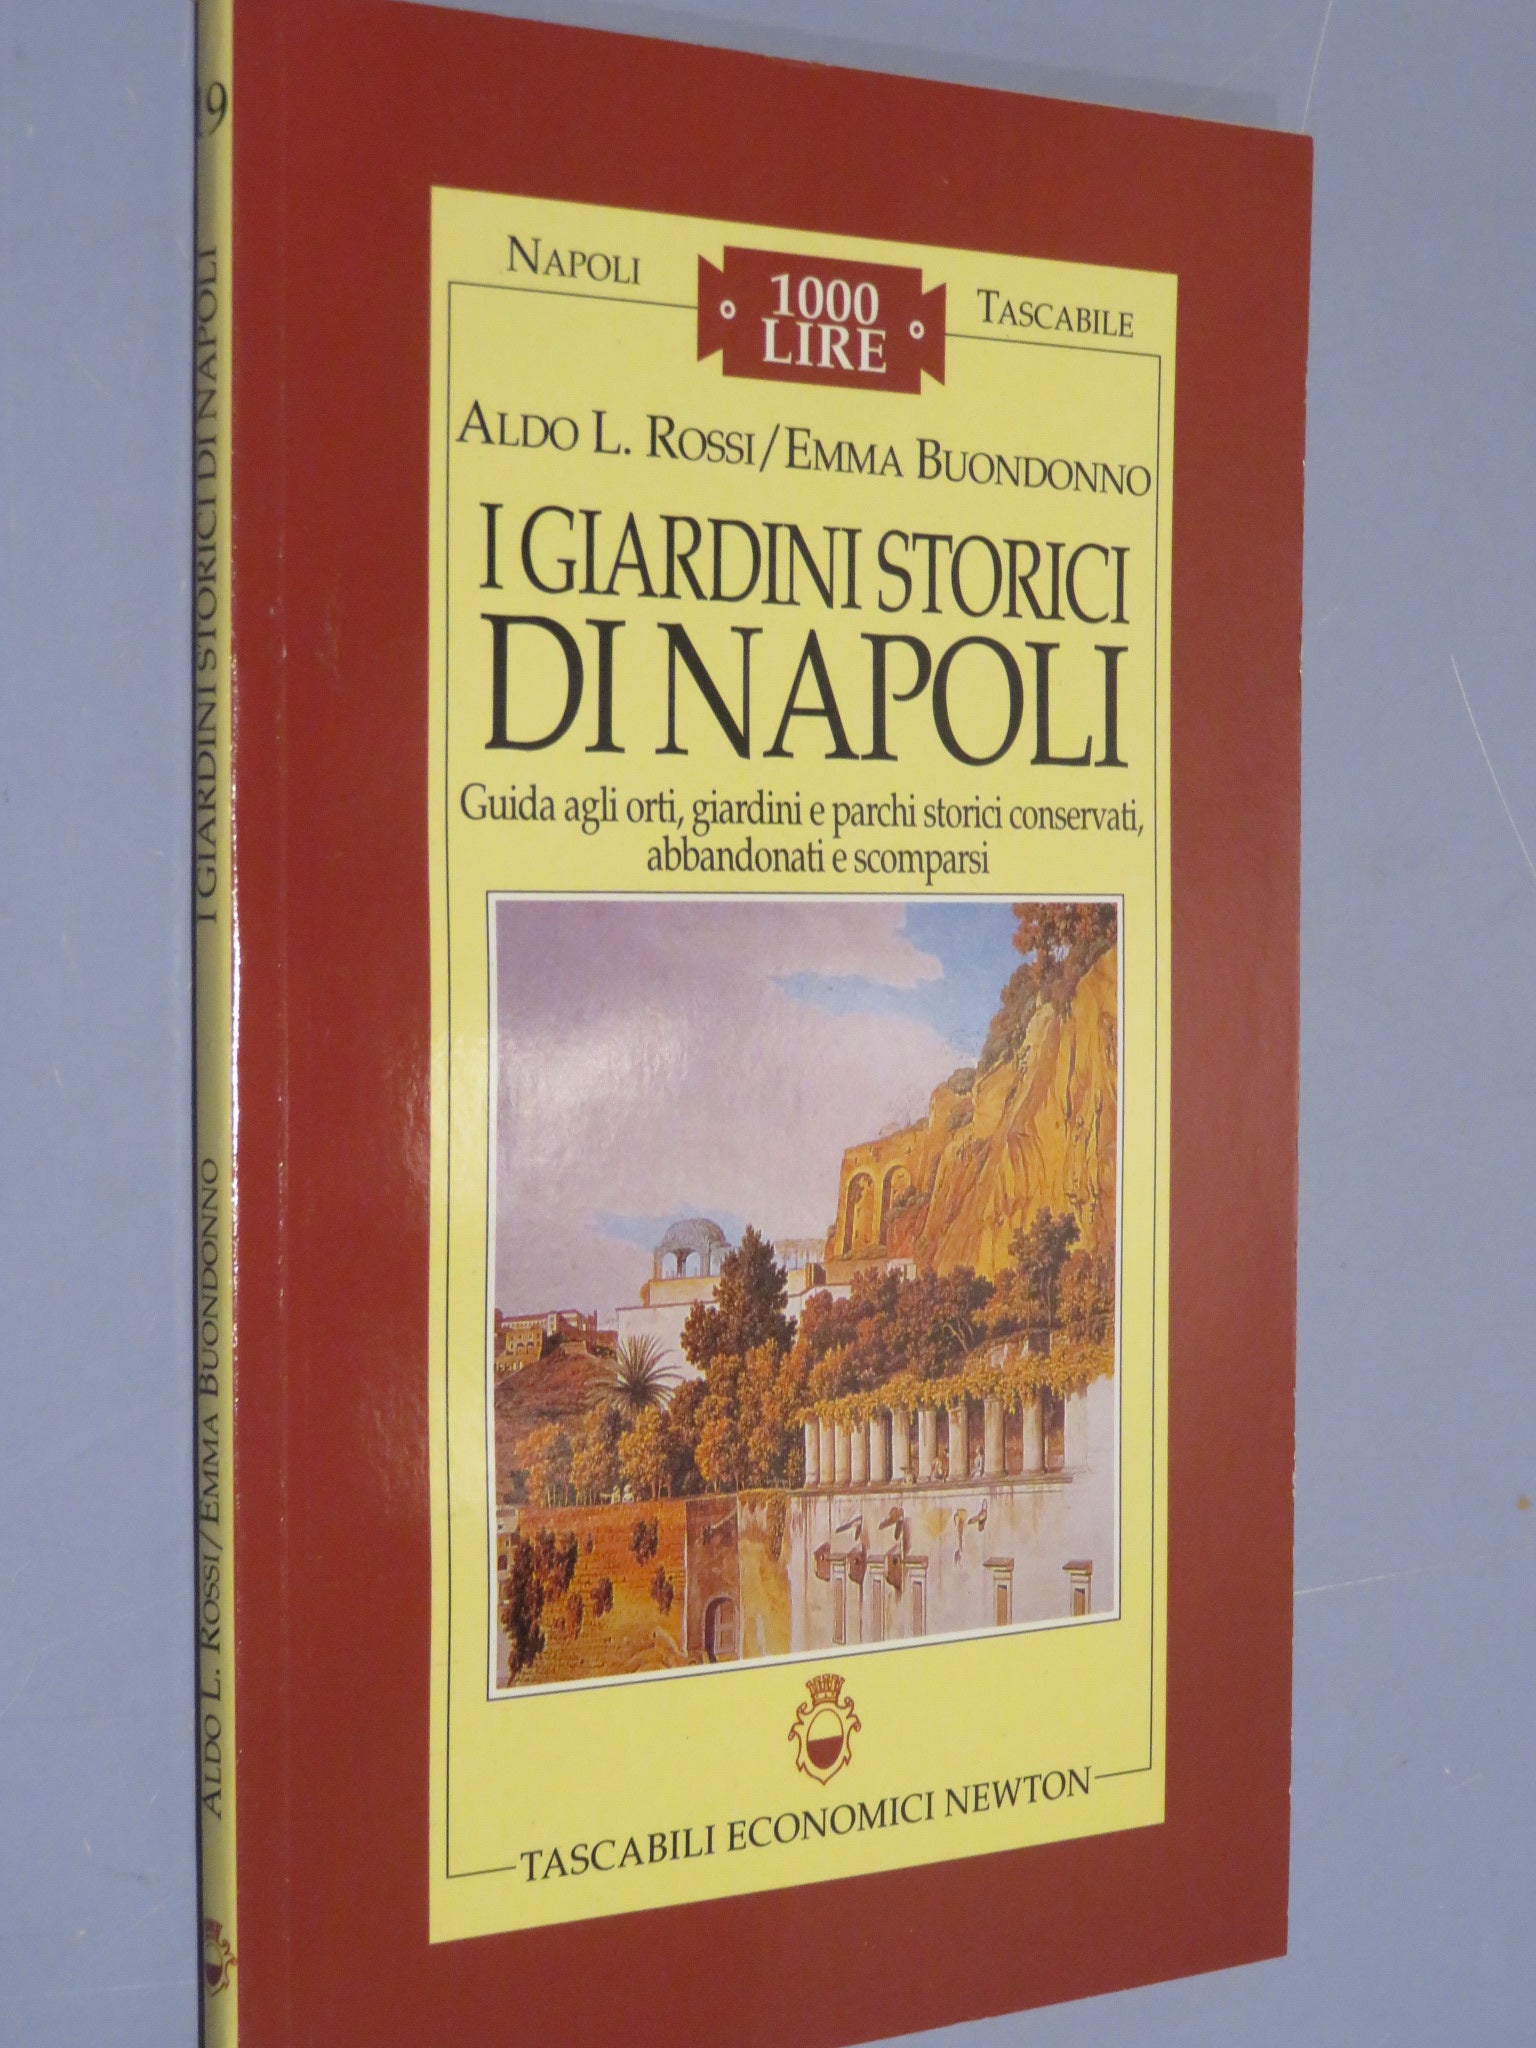 NAPOLI
1000
LIRE
TASCABILE
ALDO L. ROSSI/EMMA BUONDONNO
I GIARDINI STORICI
DI NAPOLI
Guida agli orti, giardini e parchi storici conservati,
abbandonati e scomparsi
TASCABILI ECONOMICI NEWTON
ALDO L. ROSSI/EMMA BUONDONNO
I GIARDINI STORICI DI NAPOLI